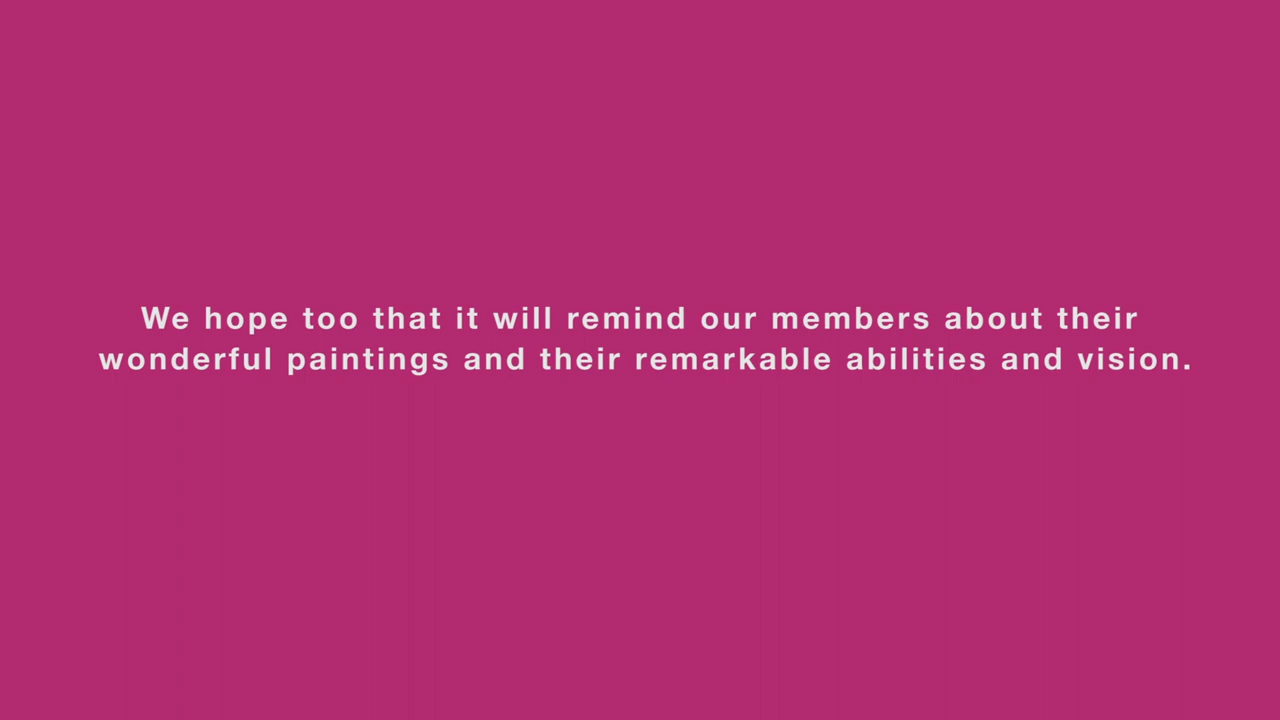 We hope too that it will remind our members about their
wonderful paintings and their remarkable abilities and vision.